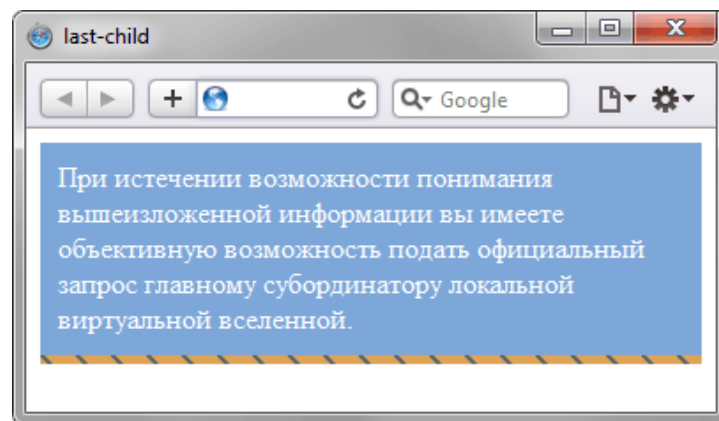 last-child
Google
При истечении возможности понимания
вышеизложенной информации вы имеете
объективную возможность подать официальный
запрос главному субординатору локальной
виртуальной вселенной.